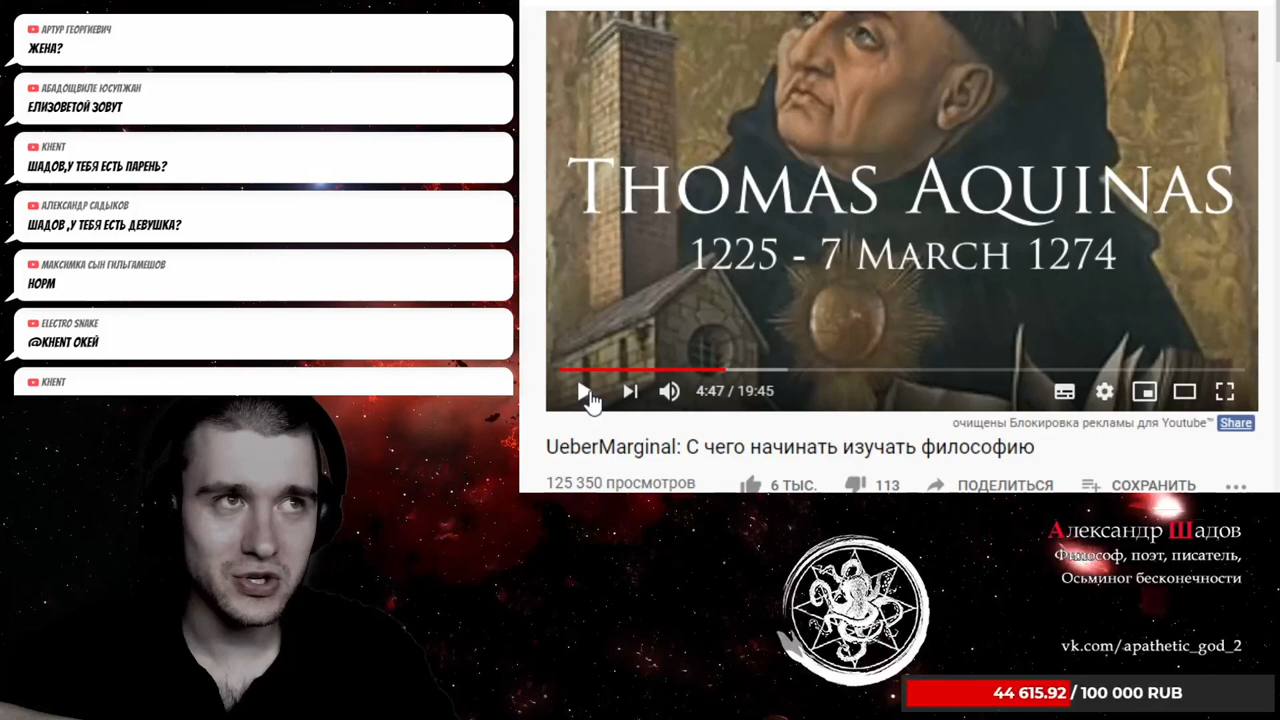 АРТУР ГЕОРГИЕВИЧ
ЖЕНА?
АБАДОЩВИЛЕ ЮСУПЖАН
ЕЛИЗОВЕТОЙ ЗОВУТ
KHENT
ШАДОВ,У ТЕБЯ ЕСТЬ ПАРЕНЬ?
АЛЕКСАНДР САДЫКОВ
ШАДОВ ,У ТЕБЯ ЕСТЬ ДЕВУШКА?
МАКСИМКА СЫН ГИЛЬГАМЕШОВ
НОРМ
ELECTRO SNAKE
@KHENT ОКЕЙ
KHENT
THOMAS AQUINAS
1225 - 7 MARCH 1274
4:47 / 19:45
очищены Блокировка рекламы для Youtube™ Share
UeberMarginal: С чего начинать изучать философию
125 350 просмотров
6 ТЫС. 113 ПОДЕЛИТЬСЯ СОХРАНИТЬ
Александр Шадов
Философ, поэт, писатель,
Осьминог бесконечности
vk.com/apathetic_god_2
44 615.92 / 100 000 RUB